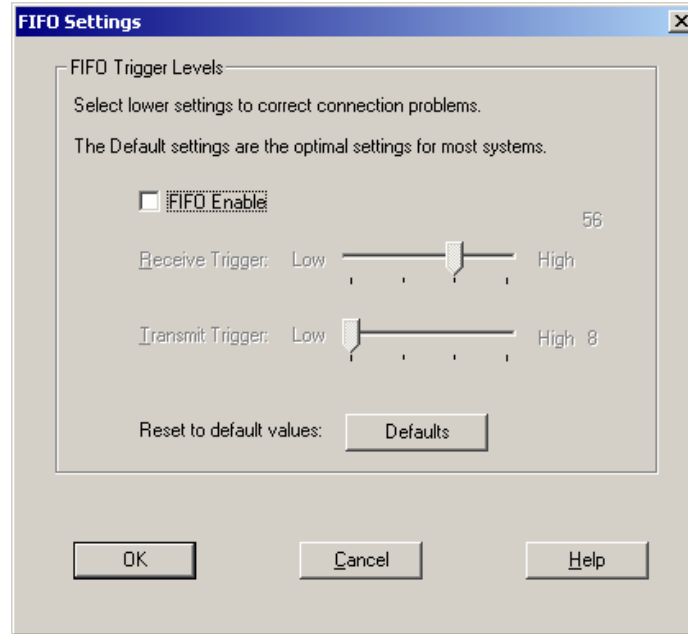 FIFO Settings
FIFO Trigger Levels
Select lower settings to correct connection problems.
The Default settings are the optimal settings for most systems.
FIFO Enable
56
Receive Trigger: Low High
Transmit Trigger: Low High 8
Reset to default values: Defaults
OK Cancel Help